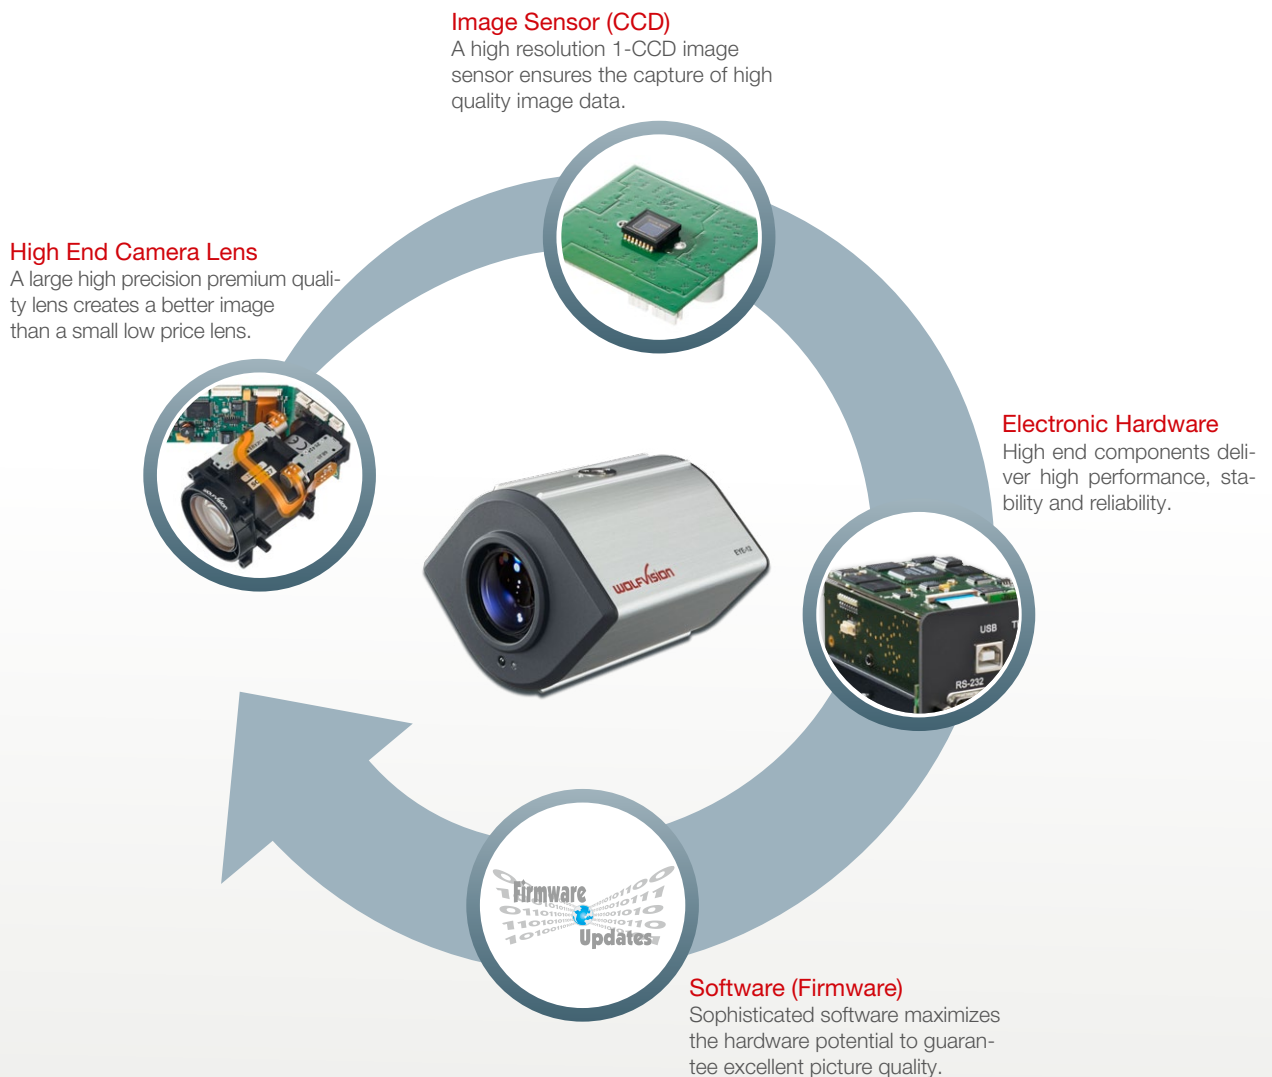 Image Sensor (CCD)
A high resolution 1-CCD image
sensor ensures the capture of high
quality image data.
High End Camera Lens
A large high precision premium quali-
ty lens creates a better image
than a small low price lens.
Electronic Hardware
High end components deli-
ver high performance, sta-
bility and reliability.
WOLFVISION
EYE-12
USB
RS-232
Firmware
Updates
Software (Firmware)
Sophisticated software maximizes
the hardware potential to guaran-
tee excellent picture quality.